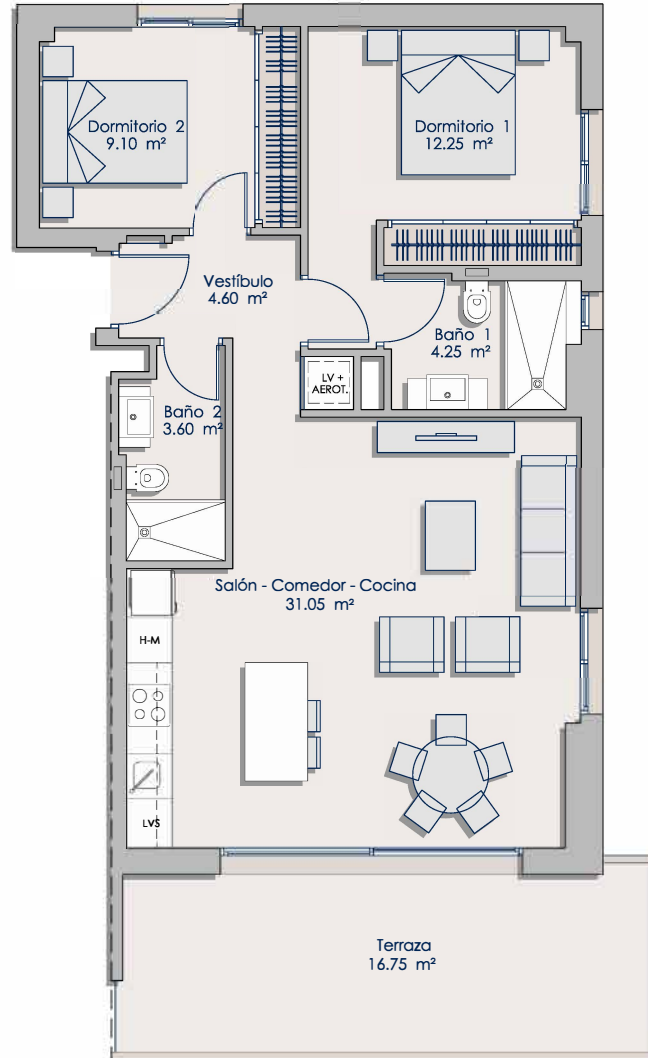 Dormitorio 2
9.10 m²
Dormitorio 1
12.25 m²
Vestíbulo
4.60 m²
Baño 1
4.25 m²
LV +
AEROT.
Baño 2
3.60 m²
Salón - Comedor - Cocina
31.05 m²
H-M
LVS
Terraza
16.75 m²